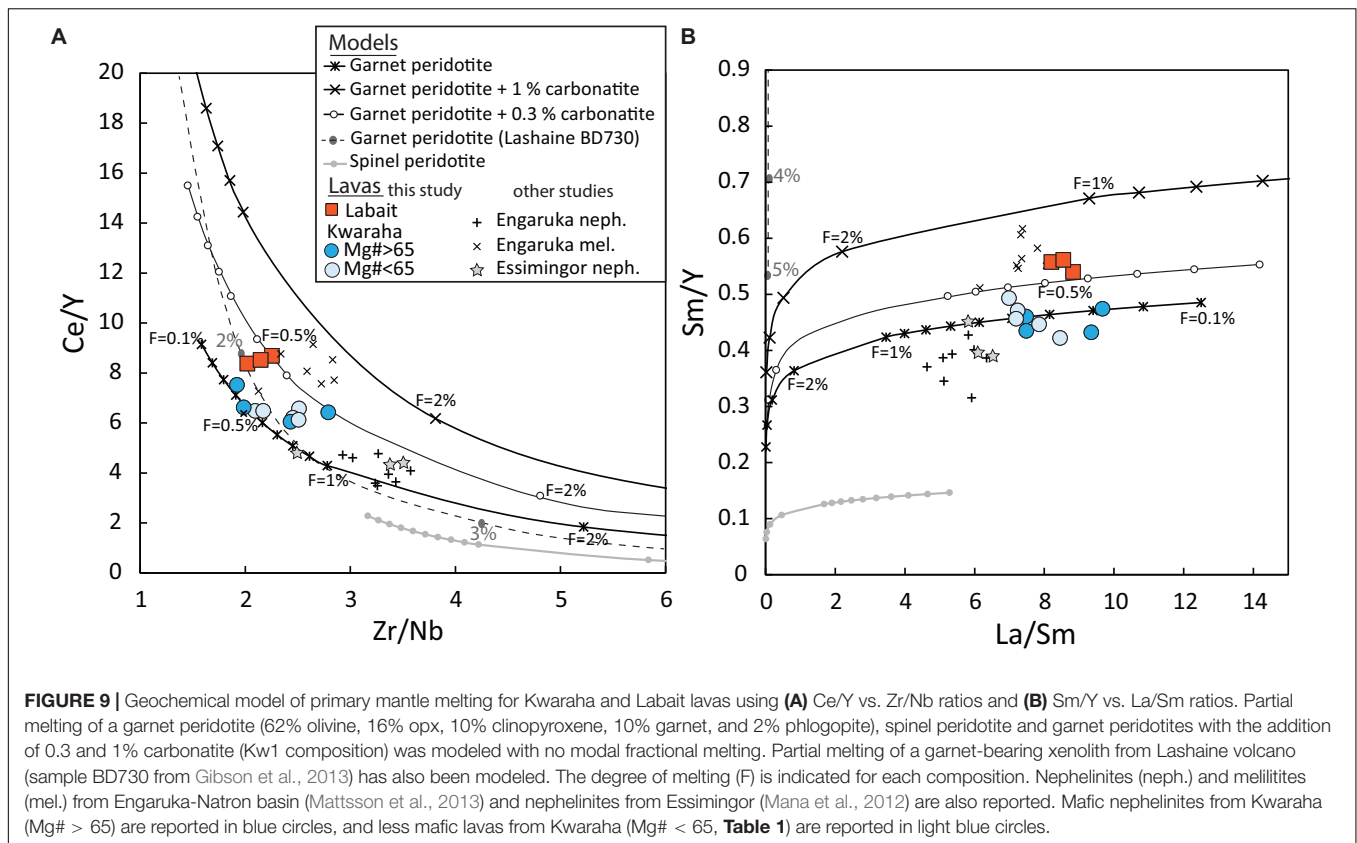 A
Models
Garnet peridotite
Garnet peridotite + 1 % carbonatite
Garnet peridotite + 0.3 % carbonatite
Garnet peridotite (Lashaine BD730)
Spinel peridotite
Lavas this study other studies
Labait
Kwaraha
Mg#>65
Mg#<65
Engaruka neph.
Engaruka mel.
Essimingor neph.
20
18
16
14
12
10
8
6
4
2
0
Ce/Y
F=0.1%
2%
F=0.5%
F=0.5%
F=1%
F=2%
F=2%
3%
F=2%
1 2 3 4 5 6
Zr/Nb
B
0.9
0.8
0.7
0.6
0.5
0.4
0.3
0.2
0.1
0
Sm/Y
4%
5%
F=2%
F=1%
F=0.5%
F=1%
F=2%
F=0.1%
0 2 4 6 8 10 12 14
La/Sm
FIGURE 9 | Geochemical model of primary mantle melting for Kwaraha and Labait lavas using (A) Ce/Y vs. Zr/Nb ratios and (B) Sm/Y vs. La/Sm ratios. Partial
melting of a garnet peridotite (62% olivine, 16% opx, 10% clinopyroxene, 10% garnet, and 2% phlogopite), spinel peridotite and garnet peridotites with the addition
of 0.3 and 1% carbonatite (Kw1 composition) was modeled with no modal fractional melting. Partial melting of a garnet-bearing xenolith from Lashaine volcano
(sample BD730 from Gibson et al., 2013) has also been modeled. The degree of melting (F) is indicated for each composition. Nephelinites (neph.) and melilitites
(mel.) from Engaruka-Natron basin (Mattsson et al., 2013) and nephelinites from Essimingor (Mana et al., 2012) are also reported. Mafic nephelinites from Kwaraha
(Mg# > 65) are reported in blue circles, and less mafic lavas from Kwaraha (Mg# < 65, Table 1) are reported in light blue circles.